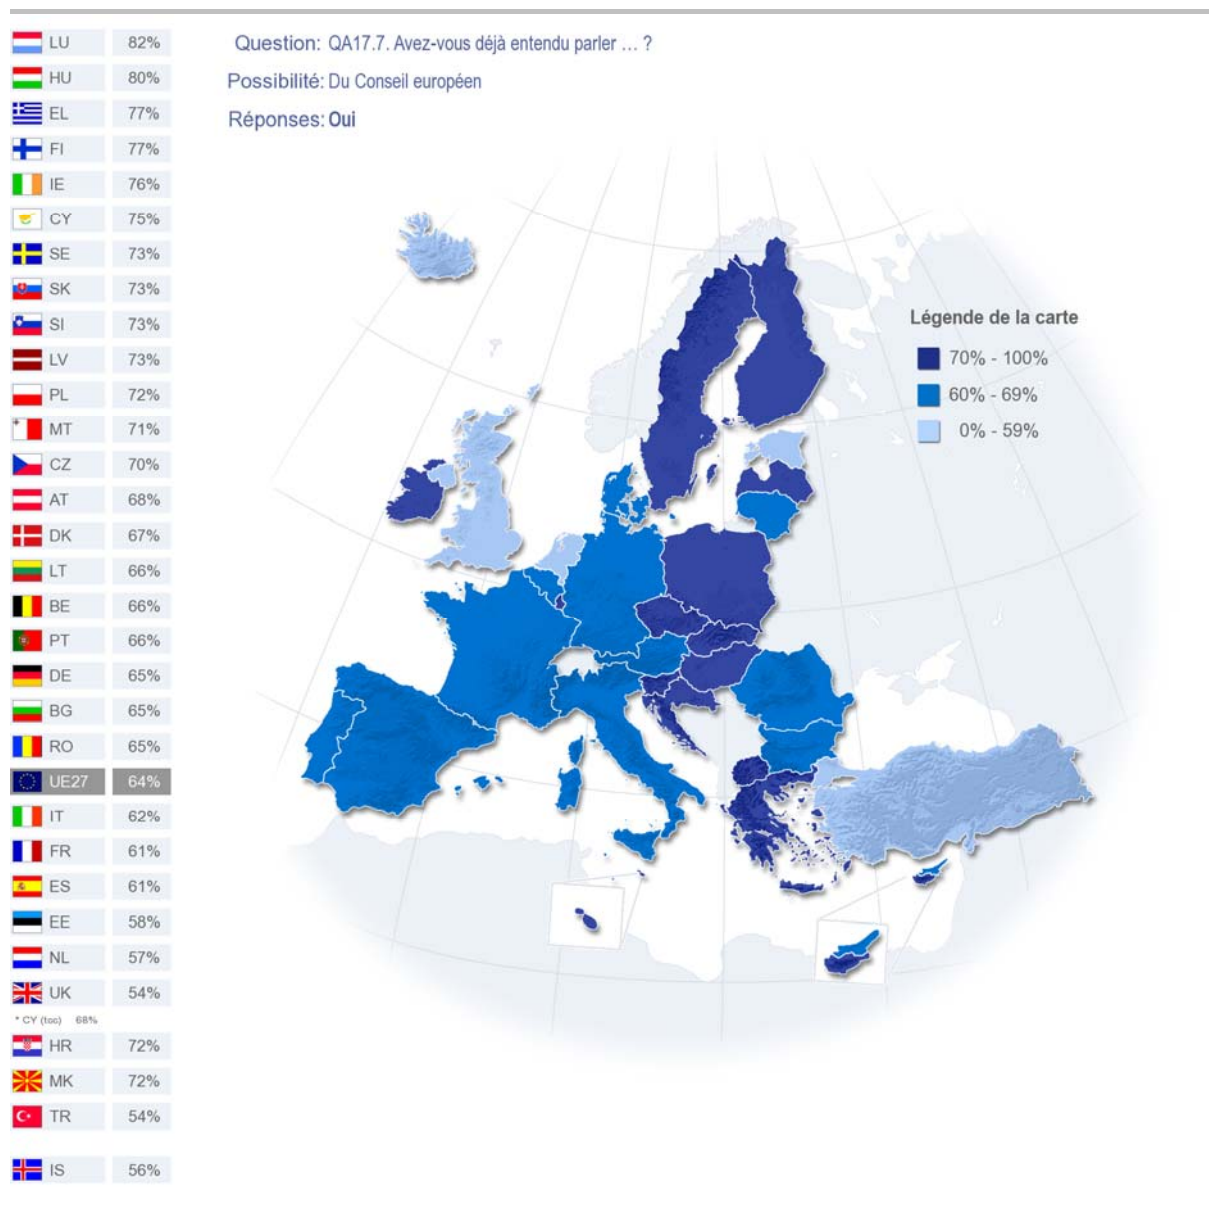 Question: QA17.7. Avez-vous déjà entendu parler … ?
Possibilité: Du Conseil européen
Réponses: Oui
LU 82%
HU 80%
EL 77%
FI 77%
IE 76%
CY 75%
SE 73%
SK 73%
SI 73%
LV 73%
PL 72%
MT 71%
CZ 70%
AT 68%
DK 67%
LT 66%
BE 66%
PT 66%
DE 65%
BG 65%
RO 65%
UE27 64%
IT 62%
FR 61%
ES 61%
EE 58%
NL 57%
UK 54%
* CY (tcc) 68%
HR 72%
MK 72%
TR 54%
IS 56%
Légende de la carte
70% - 100%
60% - 69%
0% - 59%